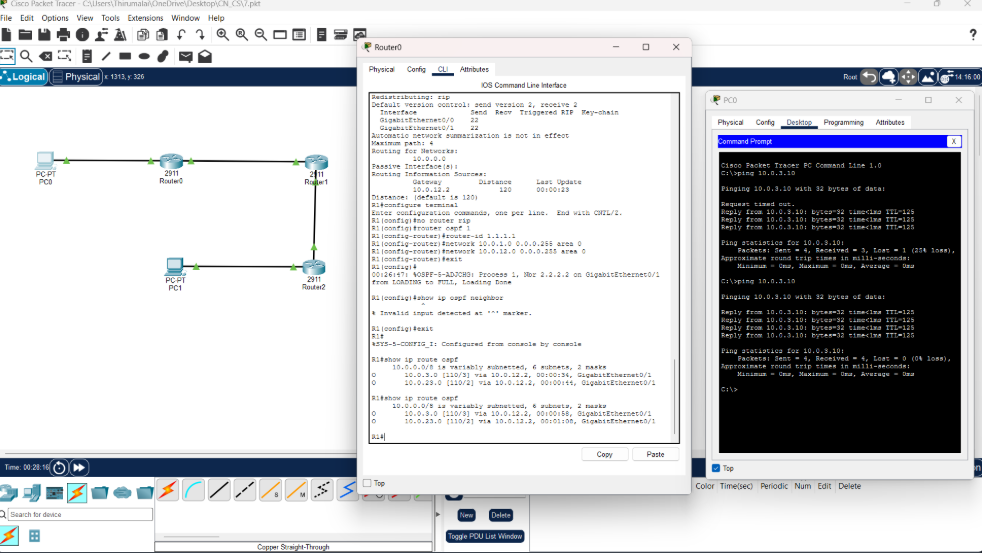 Cisco Packet Tracer - C:\Users\Thirumalai\OneDrive\Desktop\CN_CS\7.pkt
File Edit Options View Tools Extensions Window Help
Logical Physical x: 1313, y: 326
Root 14:16:00
PC-PT
PC0
2911
Router0
2911
Router1
PC-PT
PC1
2911
Router2
Router0
Physical Config CLI Attributes
IOS Command Line Interface
Redistributing: rip
Default version control: send version 2, receive 2
Interface Send Recv Triggered RIP Key-chain
GigabitEthernet0/0 22
GigabitEthernet0/1 22
Automatic network summarization is not in effect
Maximum path: 4
Routing for Networks:
10.0.0.0
Passive Interface(s):
Routing Information Sources:
Gateway Distance Last Update
10.0.12.2 120 00:00:23
Distance: (default is 120)
R1#configure terminal
Enter configuration commands, one per line. End with CNTL/Z.
R1(config)#no router rip
R1(config)#router ospf 1
R1(config-router)#router-id 1.1.1.1
R1(config-router)#network 10.0.1.0 0.0.0.255 area 0
R1(config-router)#network 10.0.12.0 0.0.0.255 area 0
R1(config-router)#exit
R1(config)#
00:26:47: %OSPF-5-ADJCHG: Process 1, Nbr 2.2.2.2 on GigabitEthernet0/1
from LOADING to FULL, Loading Done
R1(config)#show ip ospf neighbor
^
% Invalid input detected at '^' marker.
R1(config)#exit
R1#
%SYS-5-CONFIG_I: Configured from console by console
R1#show ip route ospf
10.0.0.0/8 is variably subnetted, 6 subnets, 2 masks
O 10.0.3.0 [110/3] via 10.0.12.2, 00:00:34, GigabitEthernet0/1
O 10.0.23.0 [110/2] via 10.0.12.2, 00:00:44, GigabitEthernet0/1
R1#show ip route ospf
10.0.0.0/8 is variably subnetted, 6 subnets, 2 masks
O 10.0.3.0 [110/3] via 10.0.12.2, 00:00:58, GigabitEthernet0/1
O 10.0.23.0 [110/2] via 10.0.12.2, 00:01:08, GigabitEthernet0/1
R1#
Copy Paste
Top
PC0
Physical Config Desktop Programming Attributes
Command Prompt X
Cisco Packet Tracer PC Command Line 1.0
C:\>ping 10.0.3.10
Pinging 10.0.3.10 with 32 bytes of data:
Request timed out.
Reply from 10.0.3.10: bytes=32 time<1ms TTL=125
Reply from 10.0.3.10: bytes=32 time<1ms TTL=125
Reply from 10.0.3.10: bytes=32 time<1ms TTL=125
Ping statistics for 10.0.3.10:
Packets: Sent = 4, Received = 3, Lost = 1 (25% loss),
Approximate round trip times in milli-seconds:
Minimum = 0ms, Maximum = 0ms, Average = 0ms
C:\>ping 10.0.3.10
Pinging 10.0.3.10 with 32 bytes of data:
Reply from 10.0.3.10: bytes=32 time<1ms TTL=125
Reply from 10.0.3.10: bytes=32 time<1ms TTL=125
Reply from 10.0.3.10: bytes=32 time<1ms TTL=125
Reply from 10.0.3.10: bytes=32 time<1ms TTL=125
Ping statistics for 10.0.3.10:
Packets: Sent = 4, Received = 4, Lost = 0 (0% loss),
Approximate round trip times in milli-seconds:
Minimum = 0ms, Maximum = 0ms, Average = 0ms
C:\>
Top
Time: 00:28:16
Color Time(sec) Periodic Num Edit Delete
Search for device
New Delete
Toggle PDU List Window
Copper Straight-Through